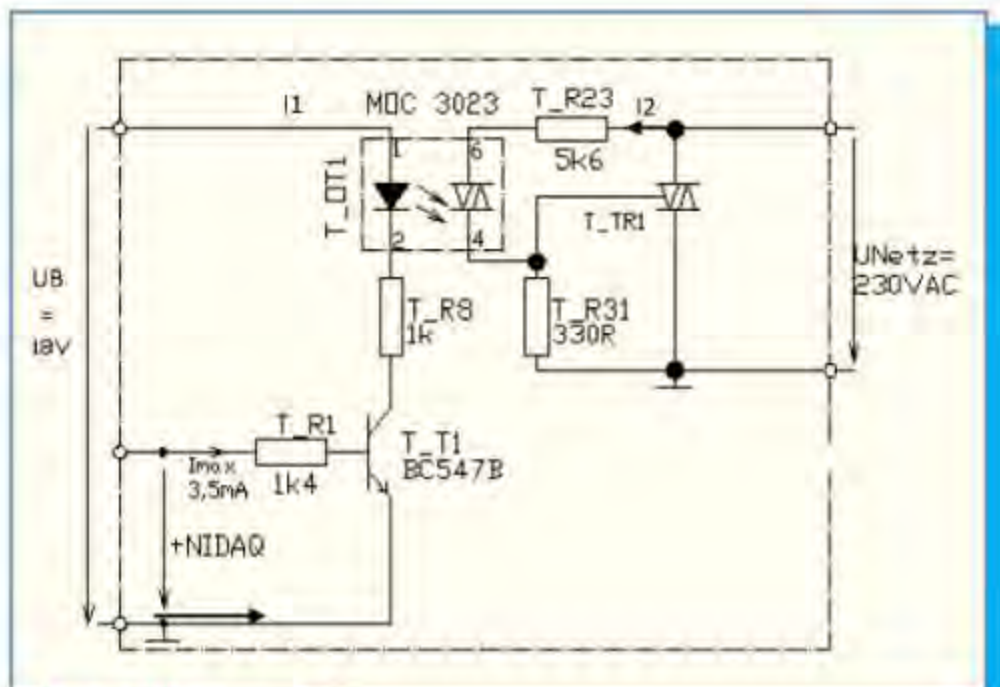 I1
MOC 3023
T_R23
I2
5k6
1
6
T_OT1
2
4
T_TR1
UNetz=
230VAC
UB
=
18V
T_R8
1k
T_R31
330R
T_R1
Imax
3,5mA
1k4
T_T1
BC547B
+NIDAQ